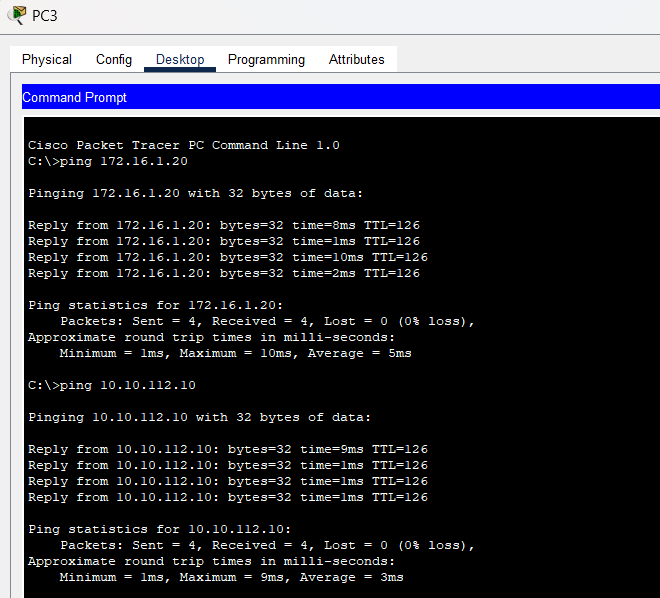 PC3
Physical Config Desktop Programming Attributes
Command Prompt
Cisco Packet Tracer PC Command Line 1.0
C:\>ping 172.16.1.20
Pinging 172.16.1.20 with 32 bytes of data:
Reply from 172.16.1.20: bytes=32 time=8ms TTL=126
Reply from 172.16.1.20: bytes=32 time=1ms TTL=126
Reply from 172.16.1.20: bytes=32 time=10ms TTL=126
Reply from 172.16.1.20: bytes=32 time=2ms TTL=126
Ping statistics for 172.16.1.20:
    Packets: Sent = 4, Received = 4, Lost = 0 (0% loss),
Approximate round trip times in milli-seconds:
    Minimum = 1ms, Maximum = 10ms, Average = 5ms
C:\>ping 10.10.112.10
Pinging 10.10.112.10 with 32 bytes of data:
Reply from 10.10.112.10: bytes=32 time=9ms TTL=126
Reply from 10.10.112.10: bytes=32 time=1ms TTL=126
Reply from 10.10.112.10: bytes=32 time=1ms TTL=126
Reply from 10.10.112.10: bytes=32 time=1ms TTL=126
Ping statistics for 10.10.112.10:
    Packets: Sent = 4, Received = 4, Lost = 0 (0% loss),
Approximate round trip times in milli-seconds:
    Minimum = 1ms, Maximum = 9ms, Average = 3ms